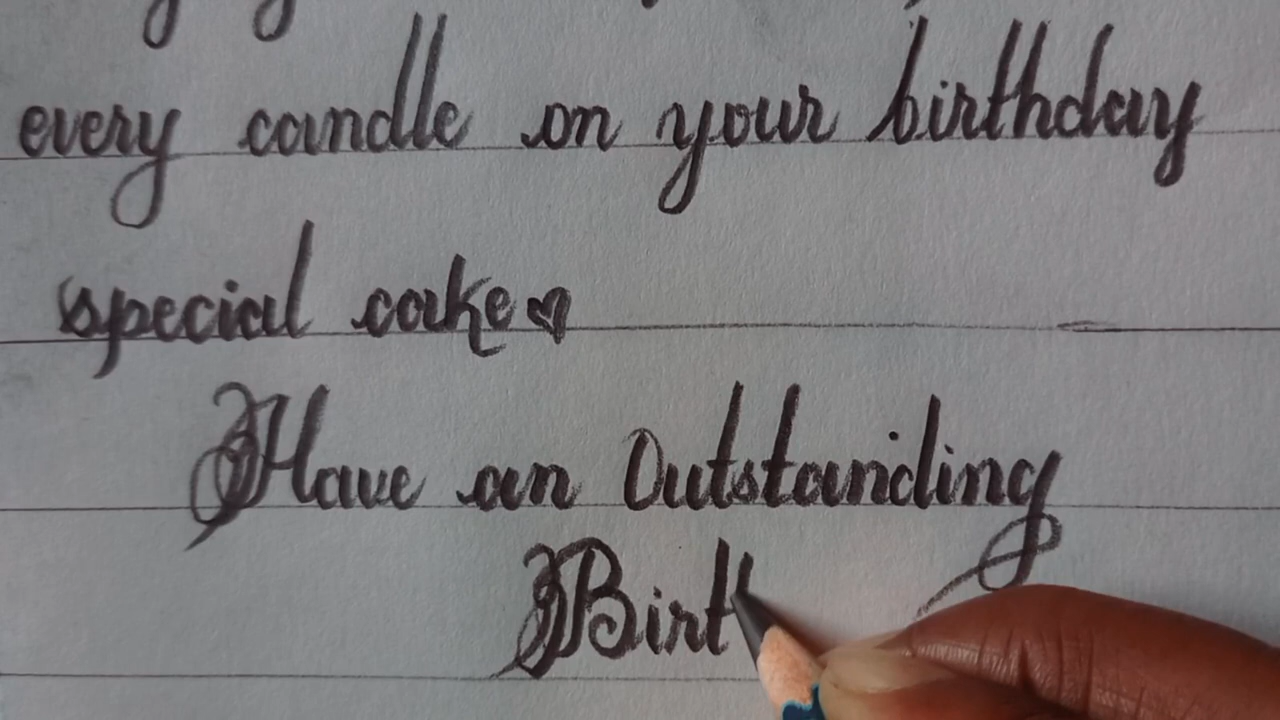 every candle on your birthday
special cake
Have an Outstanding
Birt